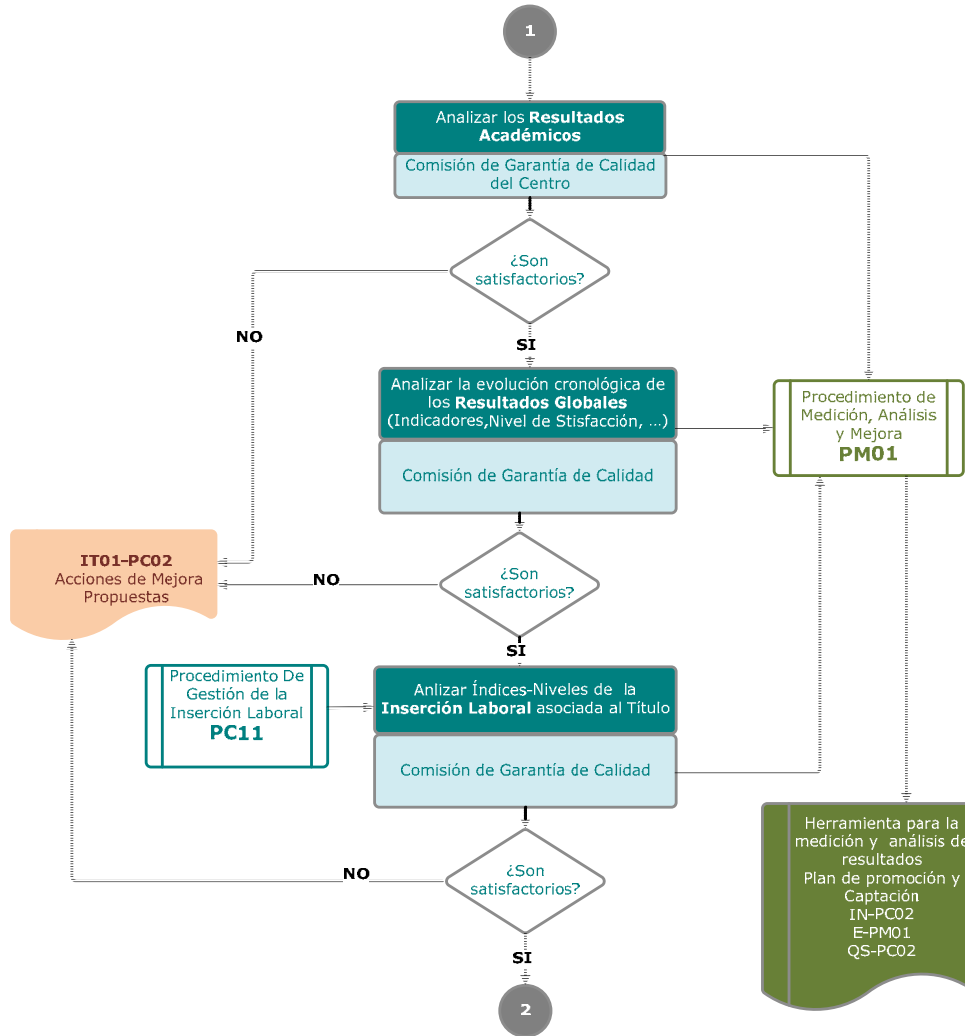 1
Analizar los Resultados
Académicos
Comisión de Garantía de Calidad
del Centro
¿Son
satisfactorios?
NO
SI
Analizar la evolución cronológica de
los Resultados Globales
(Indicadores,Nivel de Stisfacción, ...)
Comisión de Garantía de Calidad
Procedimiento de
Medición, Análisis
y Mejora
PM01
IT01-PC02
Acciones de Mejora
Propuestas
NO
¿Son
satisfactorios?
SI
Procedimiento De
Gestión de la
Inserción Laboral
PC11
Anlizar Índices-Niveles de la
Inserción Laboral asociada al Título
Comisión de Garantía de Calidad
Herramienta para la
medición y análisis de
resultados
Plan de promoción y
Captación
IN-PC02
E-PM01
QS-PC02
NO
¿Son
satisfactorios?
SI
2